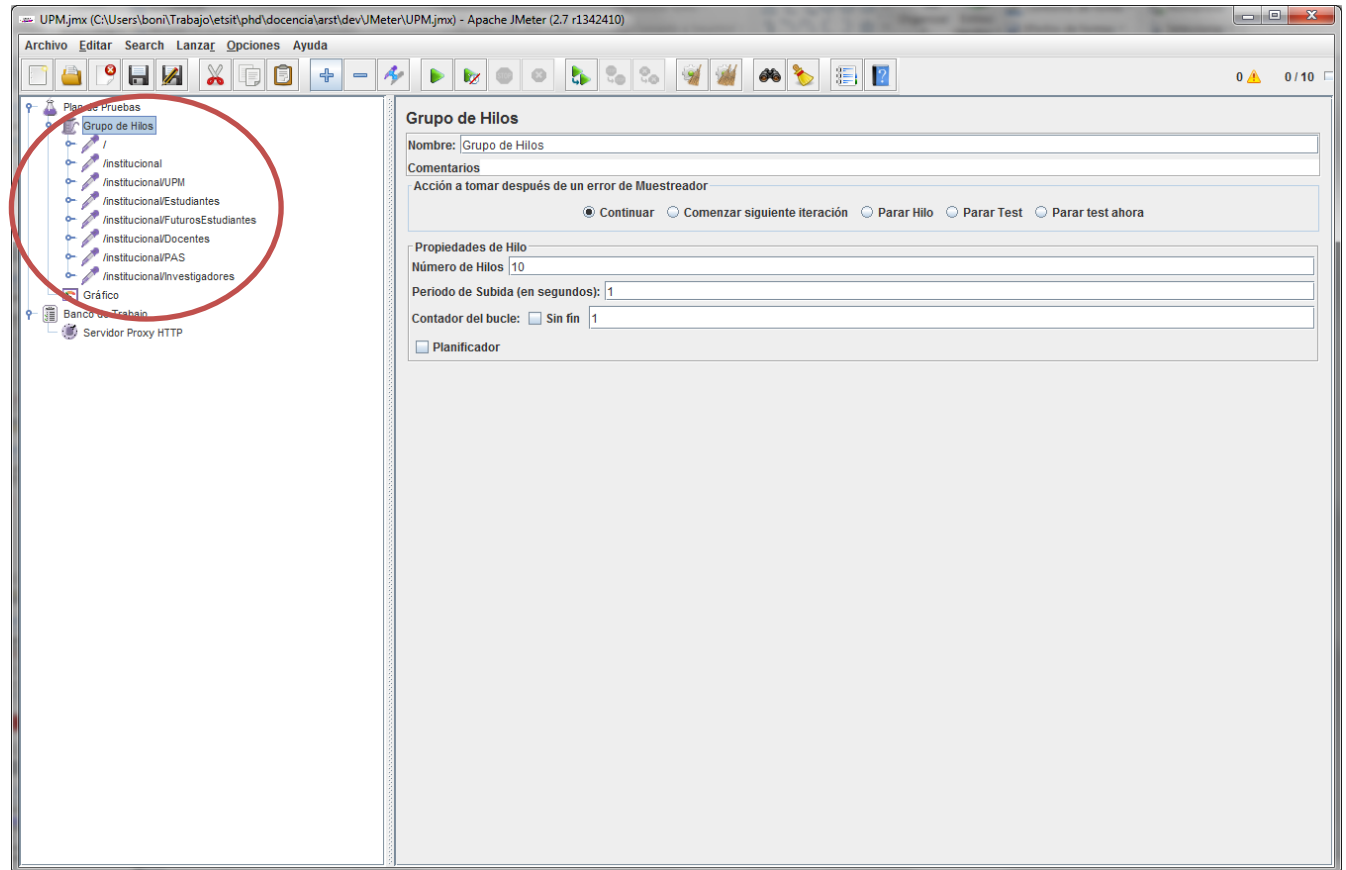 UPM.jmx (C:\Users\boni\Trabajo\etsit\phd\docencia\arst\dev\JMeter\UPM.jmx) - Apache JMeter (2.7 r1342410)
Archivo Editar Search Lanzar Opciones Ayuda
0 0 / 10
Plan de Pruebas
Grupo de Hilos
/
/institucional
/institucional/UPM
/institucional/Estudiantes
/institucional/FuturosEstudiantes
/institucional/Docentes
/institucional/PAS
/institucional/Investigadores
Gráfico
Banco de Trabajo
Servidor Proxy HTTP
Grupo de Hilos
Nombre: Grupo de Hilos
Comentarios
Acción a tomar después de un error de Muestreador
Continuar Comenzar siguiente iteración Parar Hilo Parar Test Parar test ahora
Propiedades de Hilo
Número de Hilos 10
Periodo de Subida (en segundos): 1
Contador del bucle: Sin fin 1
Planificador